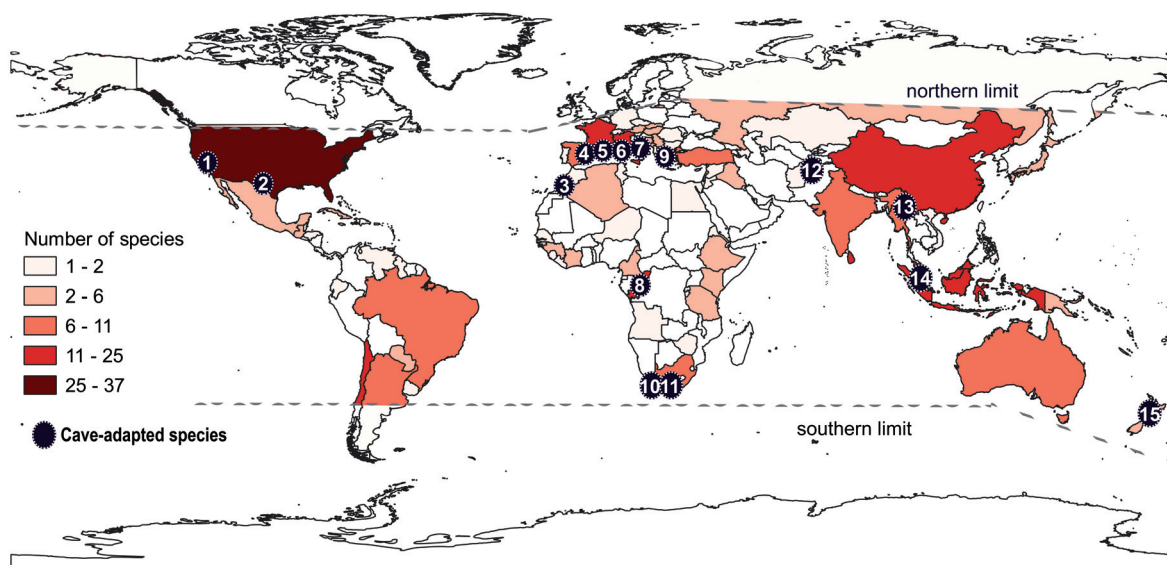 northern limit
1
2
3
4
5
6
7
9
12
13
14
8
10
11
15
Number of species
1 - 2
2 - 6
6 - 11
11 - 25
25 - 37
Cave-adapted species
southern limit